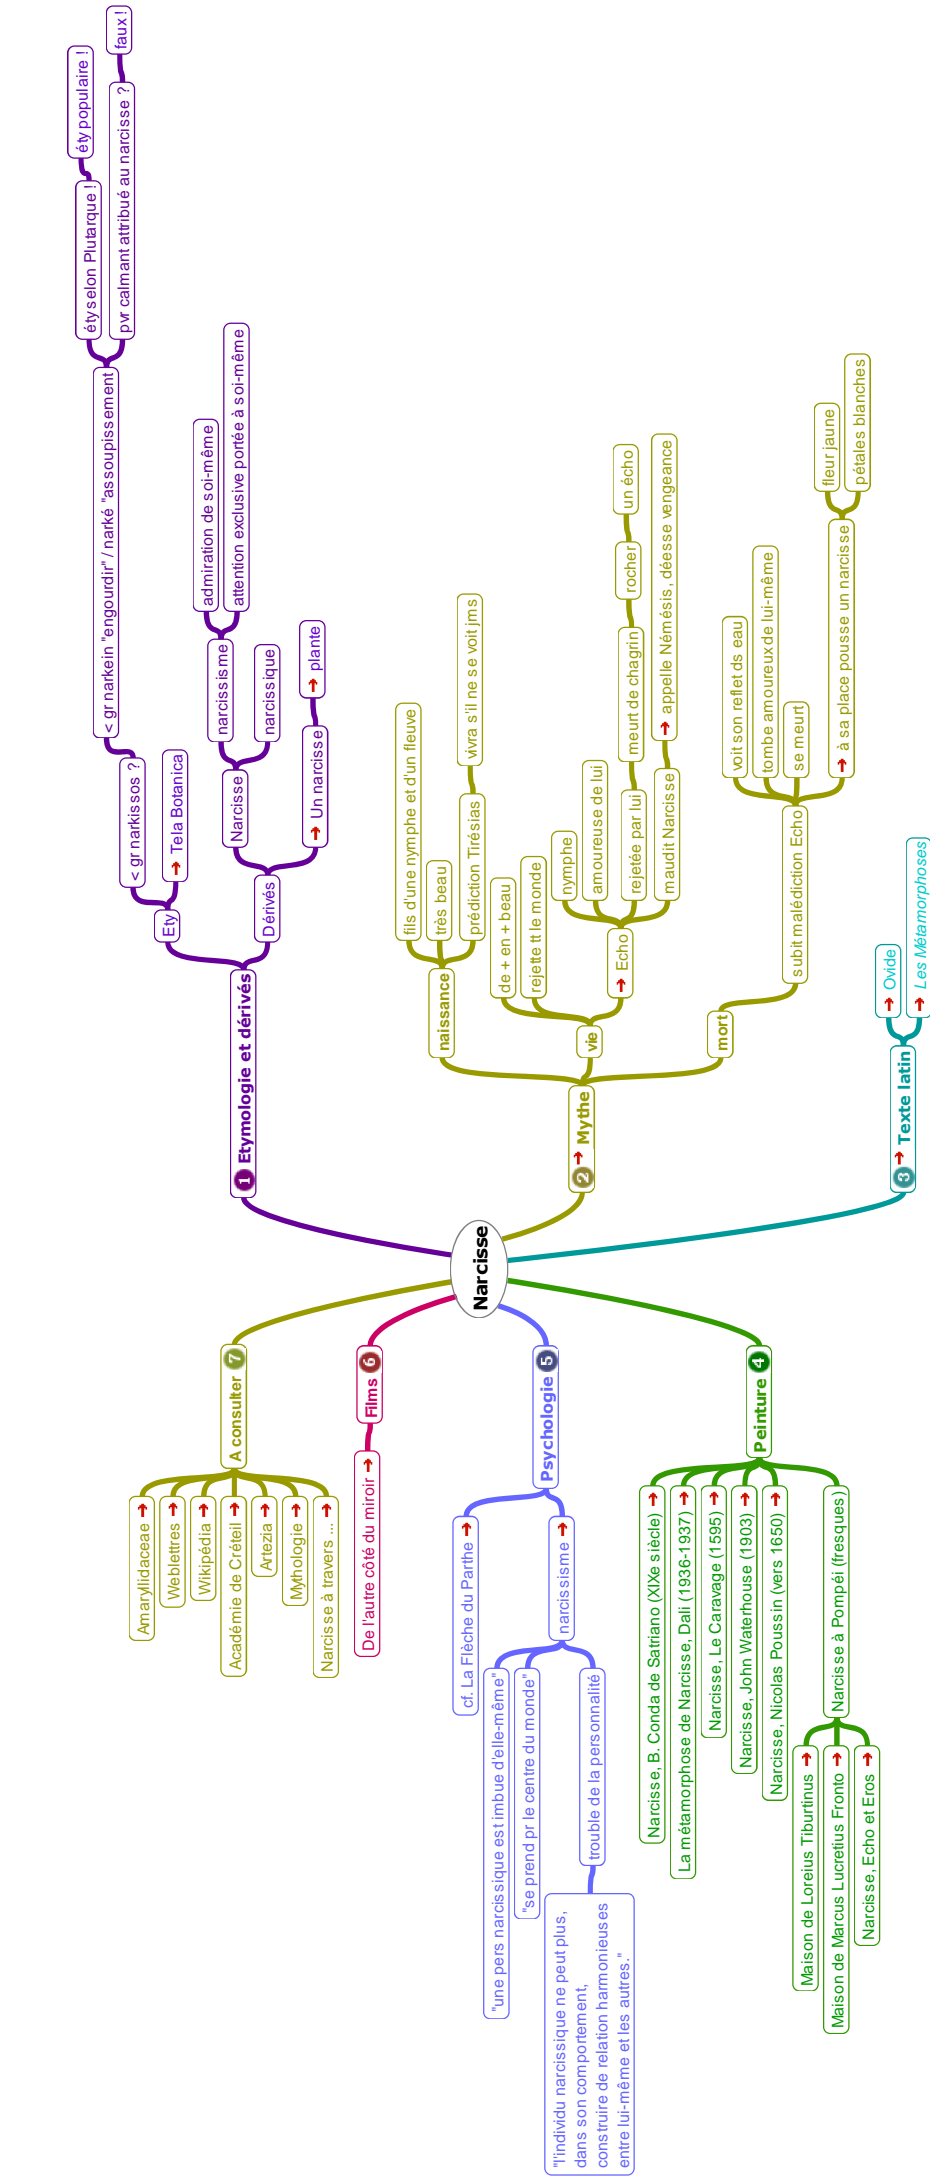 Narcisse
1 Etymologie et dérivés
Ety
< gr narkissos ?
< gr narkein "engourdir" / narké "assoupissement
éty selon Plutarque !
éty populaire !
pvr calmant attribué au narcisse ?
faux !
➔ Tela Botanica
Dérivés
Narcisse
narcissisme
admiration de soi-même
attention exclusive portée à soi-même
narcissique
➔ Un narcisse
➔ plante
2 ➔ Mythe
naissance
fils d'une nymphe et d'un fleuve
très beau
prédiction Tirésias
vivra s'il ne se voit jms
vie
de + en + beau
rejette tt le monde
➔ Echo
nymphe
amoureuse de lui
rejetée par lui
meurt de chagrin
rocher
un écho
maudit Narcisse
➔ appelle Némésis, déesse vengeance
mort
subit malédiction Echo
voit son reflet ds eau
tombe amoureux de lui-même
se meurt
➔ à sa place pousse un narcisse
fleur jaune
pétales blanches
3 ➔ Texte latin
➔ Ovide
➔ Les Métamorphoses
Peinture 4
Narcisse, B. Conda de Satriano (XIXe siècle) ➔
La métamorphose de Narcisse, Dali (1936-1937) ➔
Narcisse, Le Caravage (1595) ➔
Narcisse, John Waterhouse (1903) ➔
Narcisse, Nicolas Poussin (vers 1650) ➔
Narcisse à Pompéi (fresques)
Maison de Loreius Tiburtinus ➔
Maison de Marcus Lucretius Fronto ➔
Narcisse, Echo et Eros ➔
Psychologie 5
cf. La Flèche du Parthe ➔
narcissisme ➔
"une pers narcissique est imbue d'elle-même"
"se prend pr le centre du monde"
trouble de la personnalité
"l'individu narcissique ne peut plus,
dans son comportement,
construire de relation harmonieuses
entre lui-même et les autres."
Films 6
De l'autre côté du miroir ➔
A consulter 7
Amaryllidaceae ➔
Weblettres ➔
Wikipédia ➔
Académie de Créteil ➔
Artezia ➔
Mythologie ➔
Narcisse à travers ... ➔